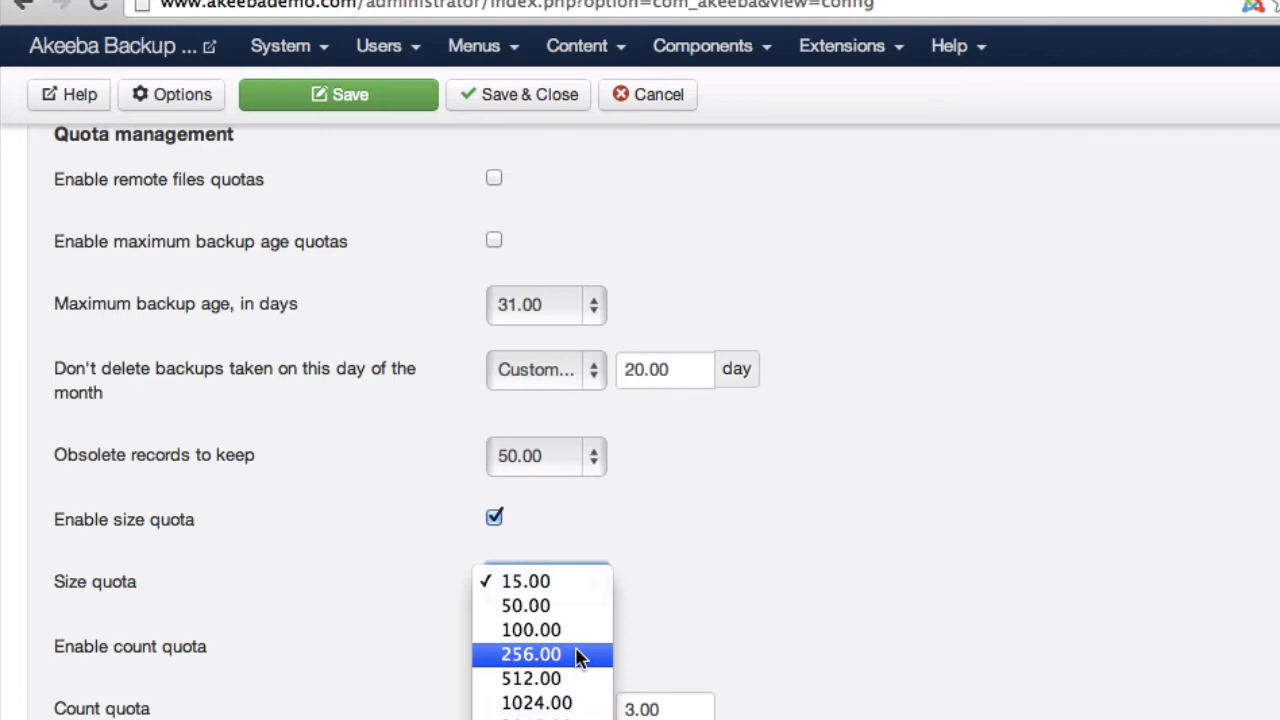 www.akeebademo.com/administrator/index.php?option=com_akeeba&view=config
Akeeba Backup ... System Users Menus Content Components Extensions Help
Help Options Save Save & Close Cancel
Quota management
Enable remote files quotas
Enable maximum backup age quotas
Maximum backup age, in days 31.00
Don't delete backups taken on this day of the Custom... 20.00 day
month
Obsolete records to keep 50.00
Enable size quota
Size quota 15.00
50.00
100.00
Enable count quota 256.00
512.00
1024.00
Count quota 3.00